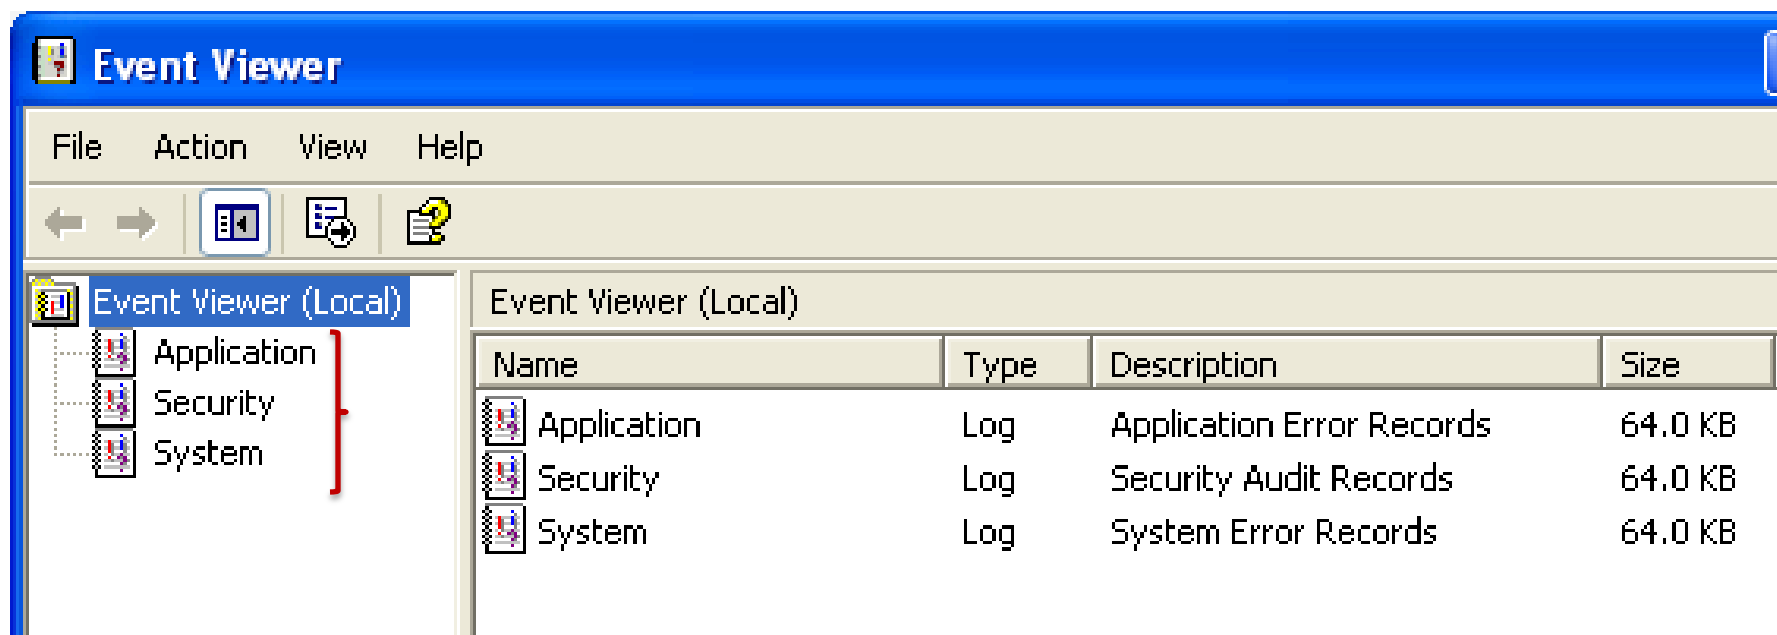 Event Viewer
File Action View Help
Event Viewer (Local)
Application
Security
System
Event Viewer (Local)
Name Type Description Size
Application Log Application Error Records 64.0 KB
Security Log Security Audit Records 64.0 KB
System Log System Error Records 64.0 KB